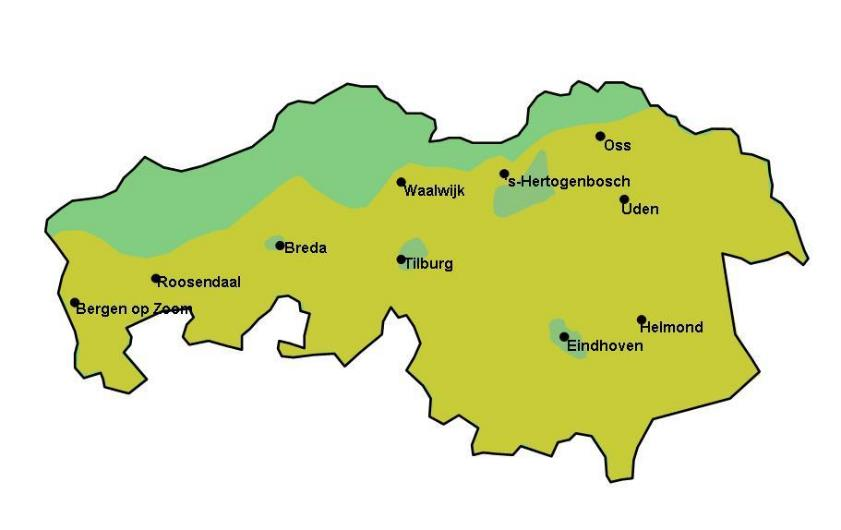 Oss
's-Hertogenbosch
Waalwijk
Uden
Breda
Tilburg
Roosendaal
Bergen op Zoom
Helmond
Eindhoven